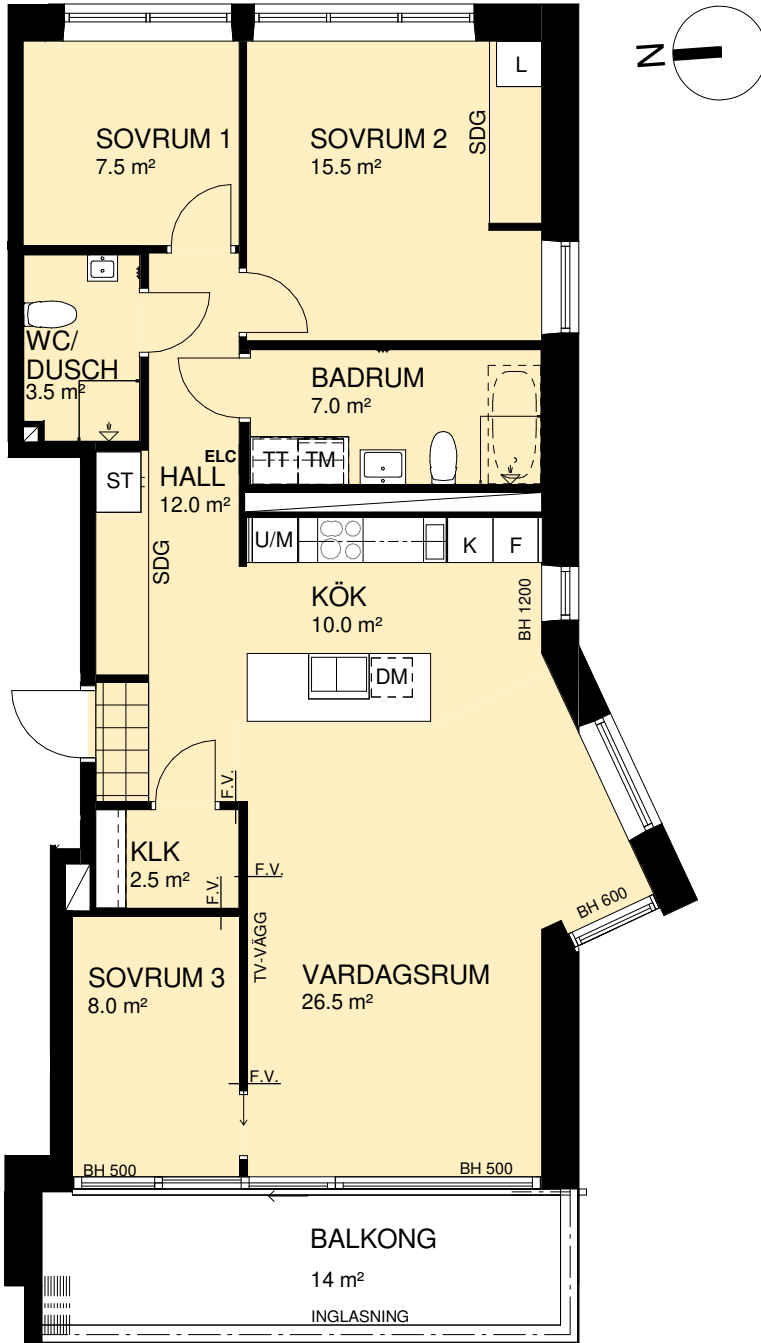 N
L
SDG
SOVRUM 1
7.5 m²
SOVRUM 2
15.5 m²
WC/
DUSCH
3.5 m²
BADRUM
7.0 m²
ELC
TT
TM
ST
HALL
12.0 m²
SDG
U/M
K
F
KÖK
10.0 m²
BH 1200
DM
F.V.
KLK
2.5 m²
F.V.
F.V.
BH 600
TV-VÄGG
SOVRUM 3
8.0 m²
VARDAGSRUM
26.5 m²
F.V.
BH 500
BH 500
BALKONG
14 m²
INGLASNING